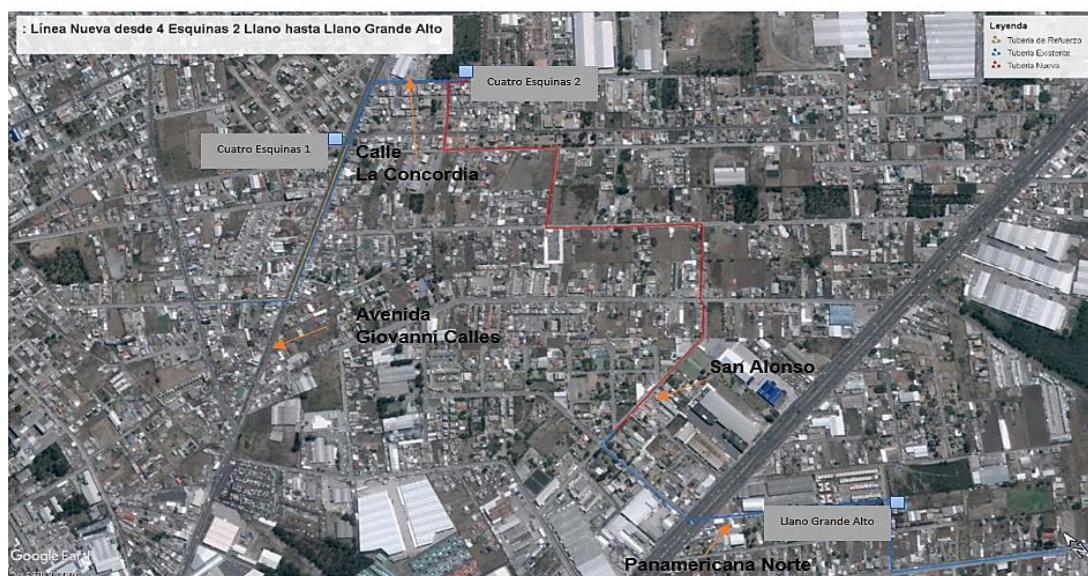 : Línea Nueva desde 4 Esquinas 2 Llano hasta Llano Grande Alto
Leyenda
Tubería de Refuerzo
Tubería Existente
Tubería Nueva
Cuatro Esquinas 2
Cuatro Esquinas 1
Calle
La Concordia
Avenida
Giovanni Calles
San Alonso
Llano Grande Alto
Panamericana Norte
Google Earth